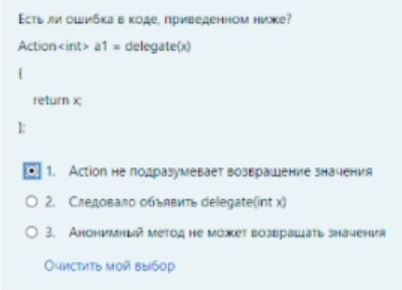 Есть ли ошибка в коде, приведенном ниже?
Action<int> a1 = delegate(x)
{
return x;
};
1. Action не подразумевает возвращение значения
2. Следовало объявить delegate(int x)
3. Анонимный метод не может возвращать значения
Очистить мой выбор